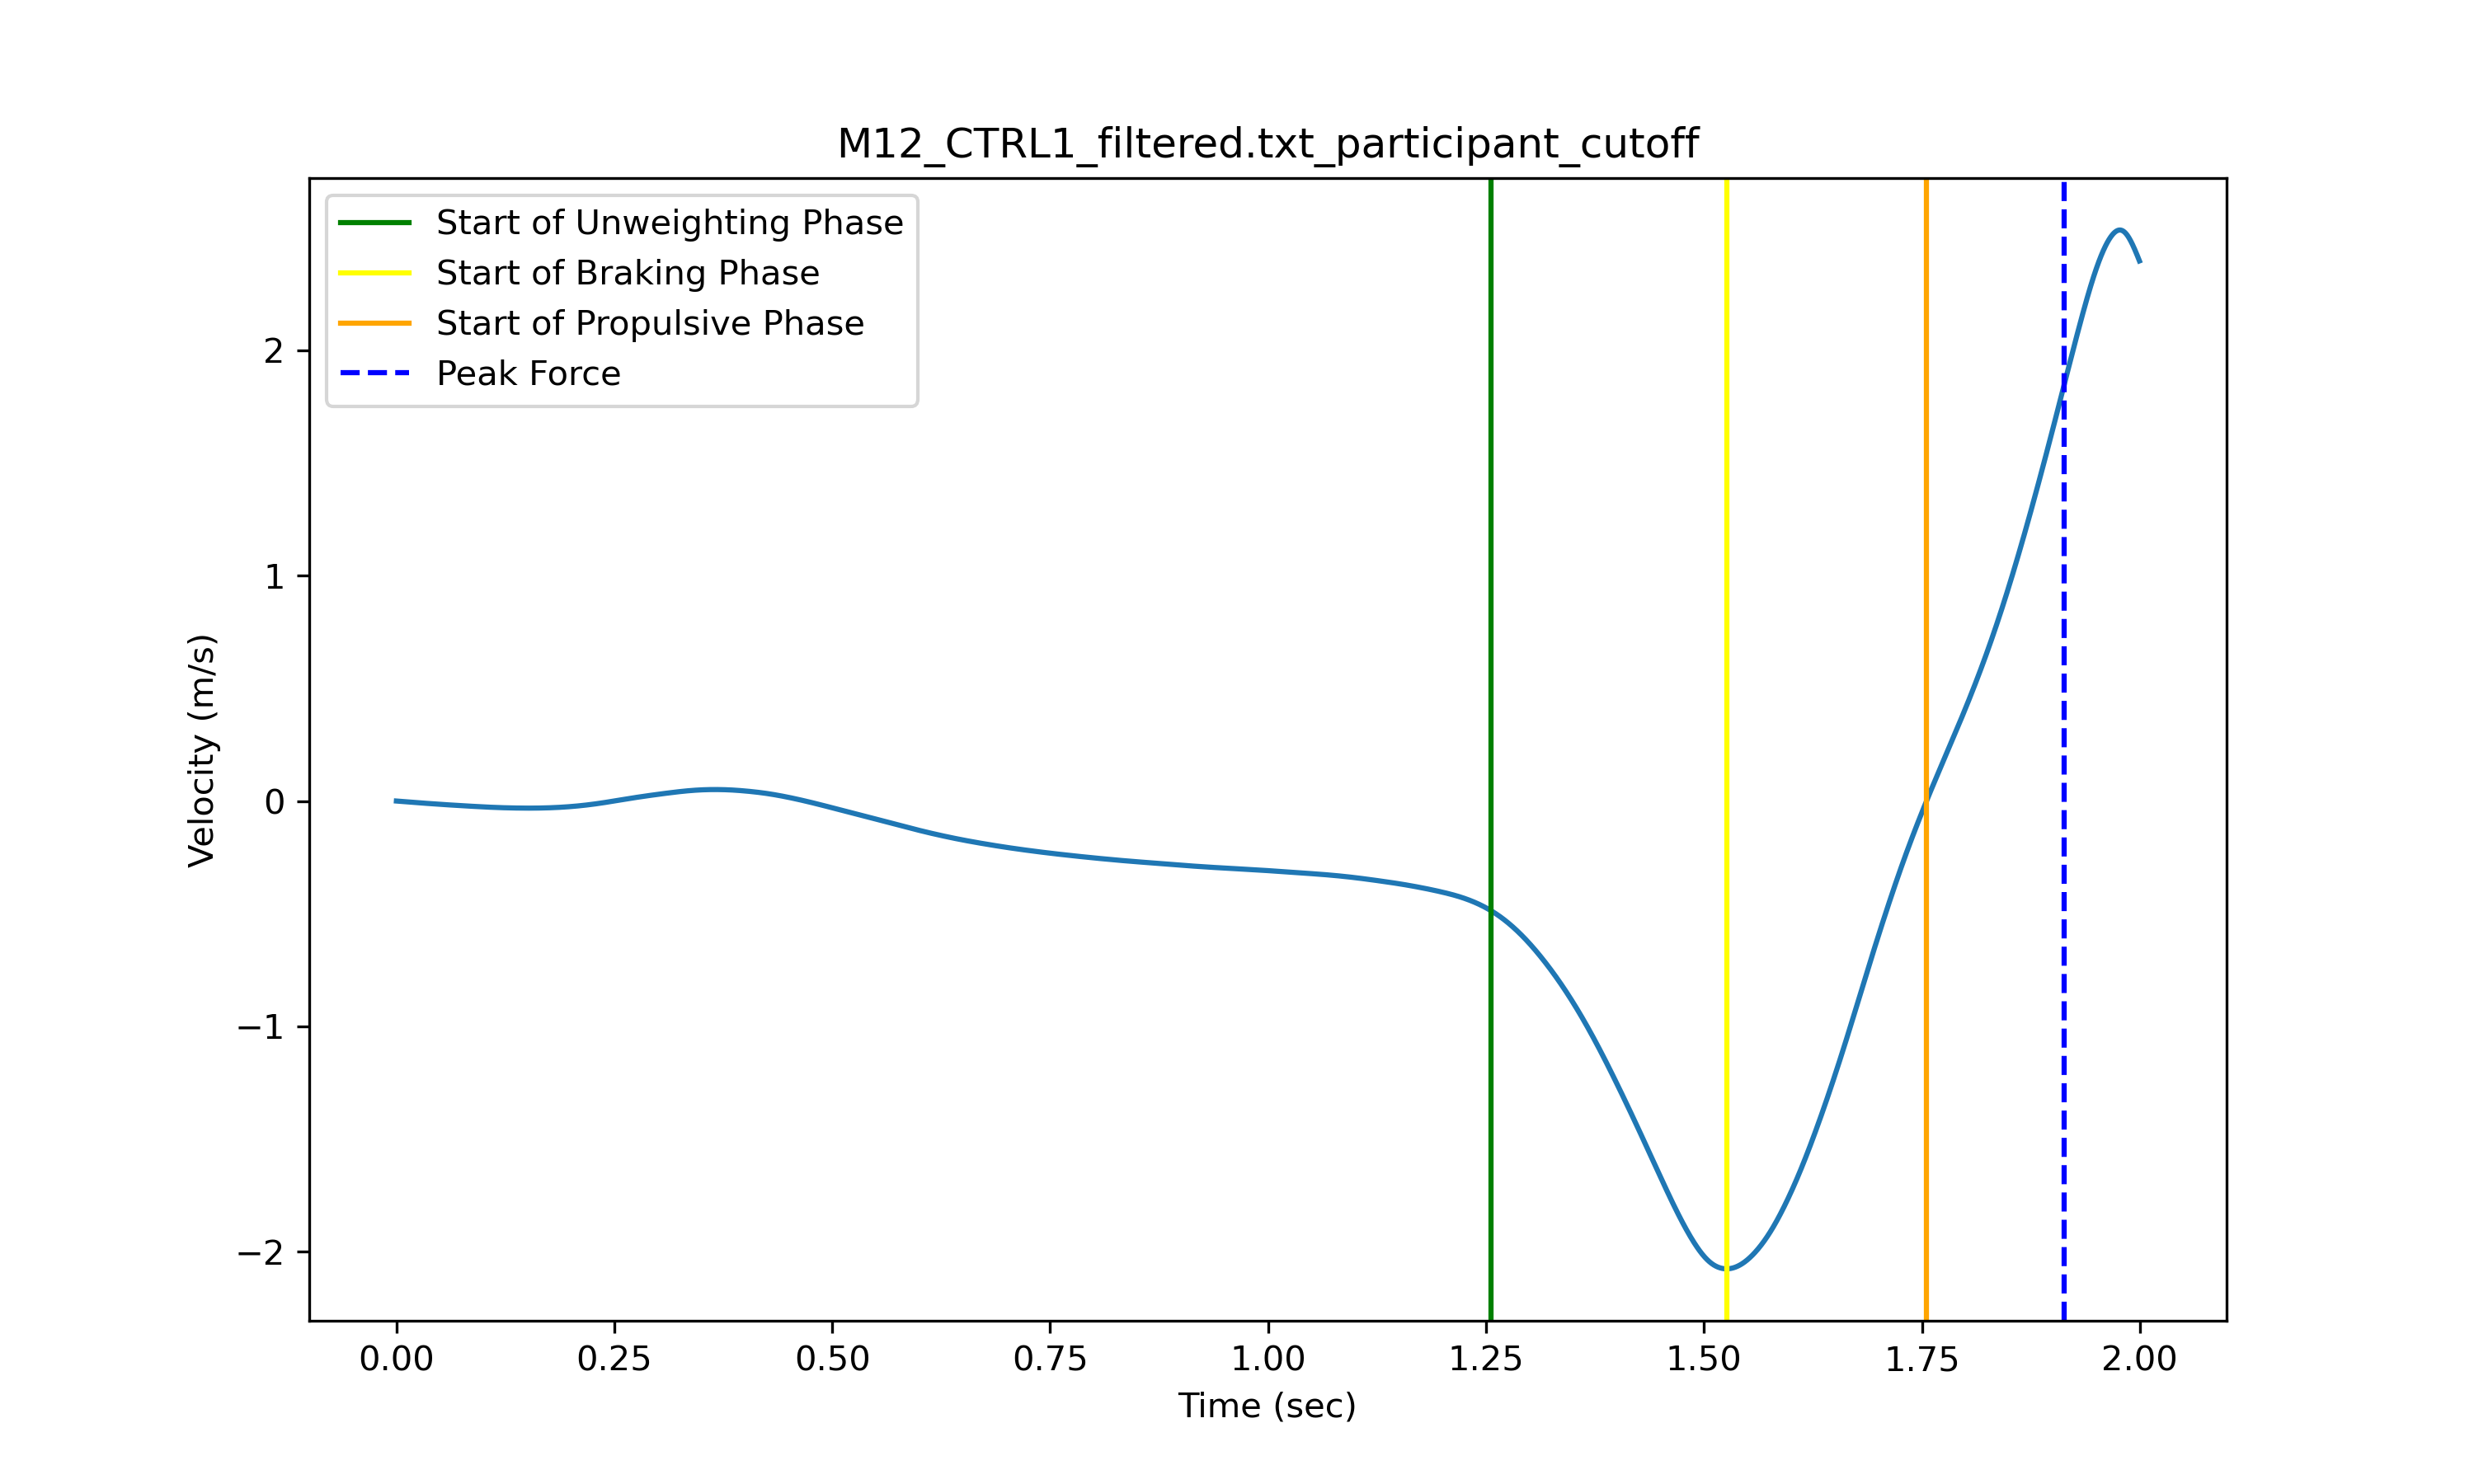 M12_CTRL1_filtered.txt_participant_cutoff
Start of Unweighting Phase
Start of Braking Phase
Start of Propulsive Phase
Peak Force
2
1
0
−1
−2
Velocity (m/s)
0.00 0.25 0.50 0.75 1.00 1.25 1.50 1.75 2.00
Time (sec)